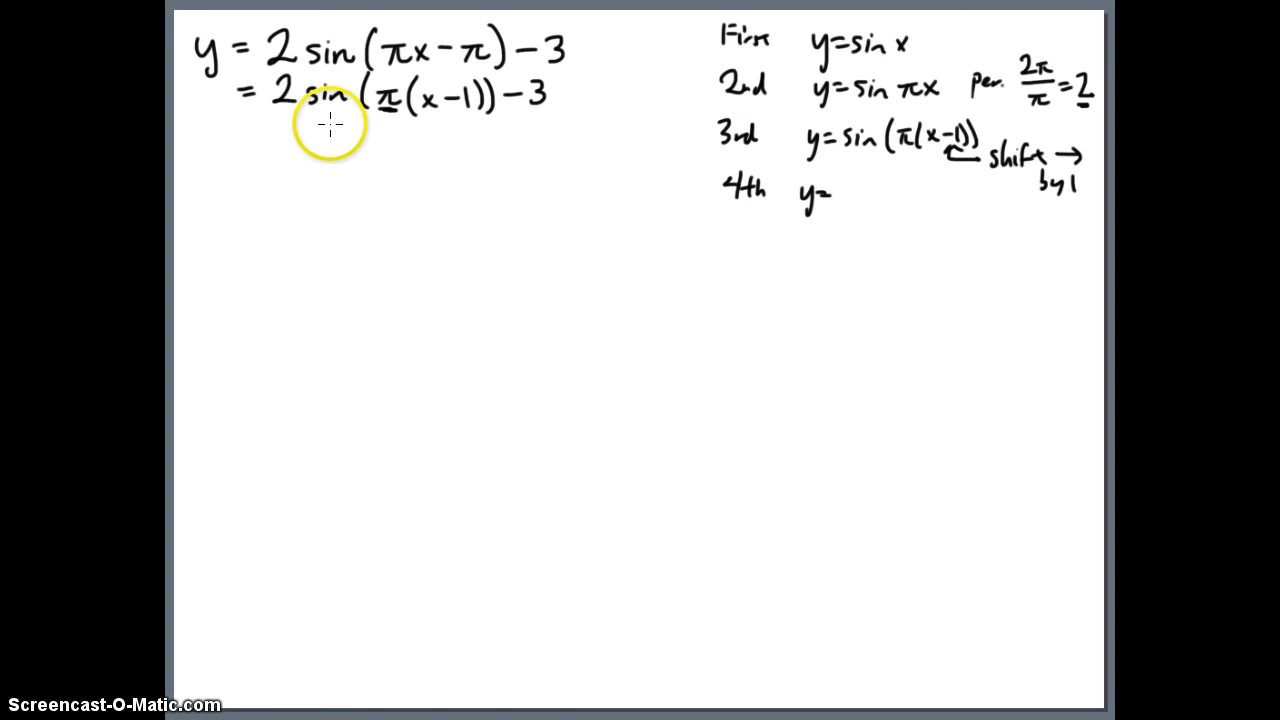 y = 2 sin(πx − π) − 3
= 2 sin(π(x−1)) − 3
First y=sin x
2nd y=sin πx per. 2π/π=2
3rd y=sin(π(x−1))
shift → by 1
4th y=
Screencast-O-Matic.com